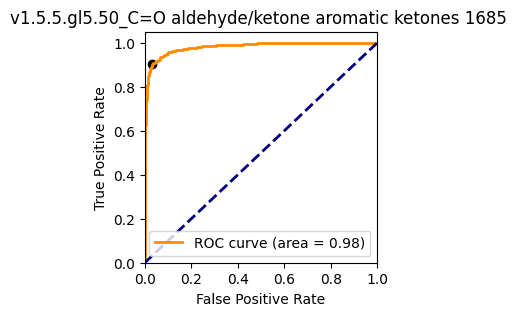 v1.5.5.gl5.50_C=O aldehyde/ketone aromatic ketones 1685
True Positive Rate
1.0
0.8
0.6
0.4
0.2
0.0
ROC curve (area = 0.98)
0.0 0.2 0.4 0.6 0.8 1.0
False Positive Rate